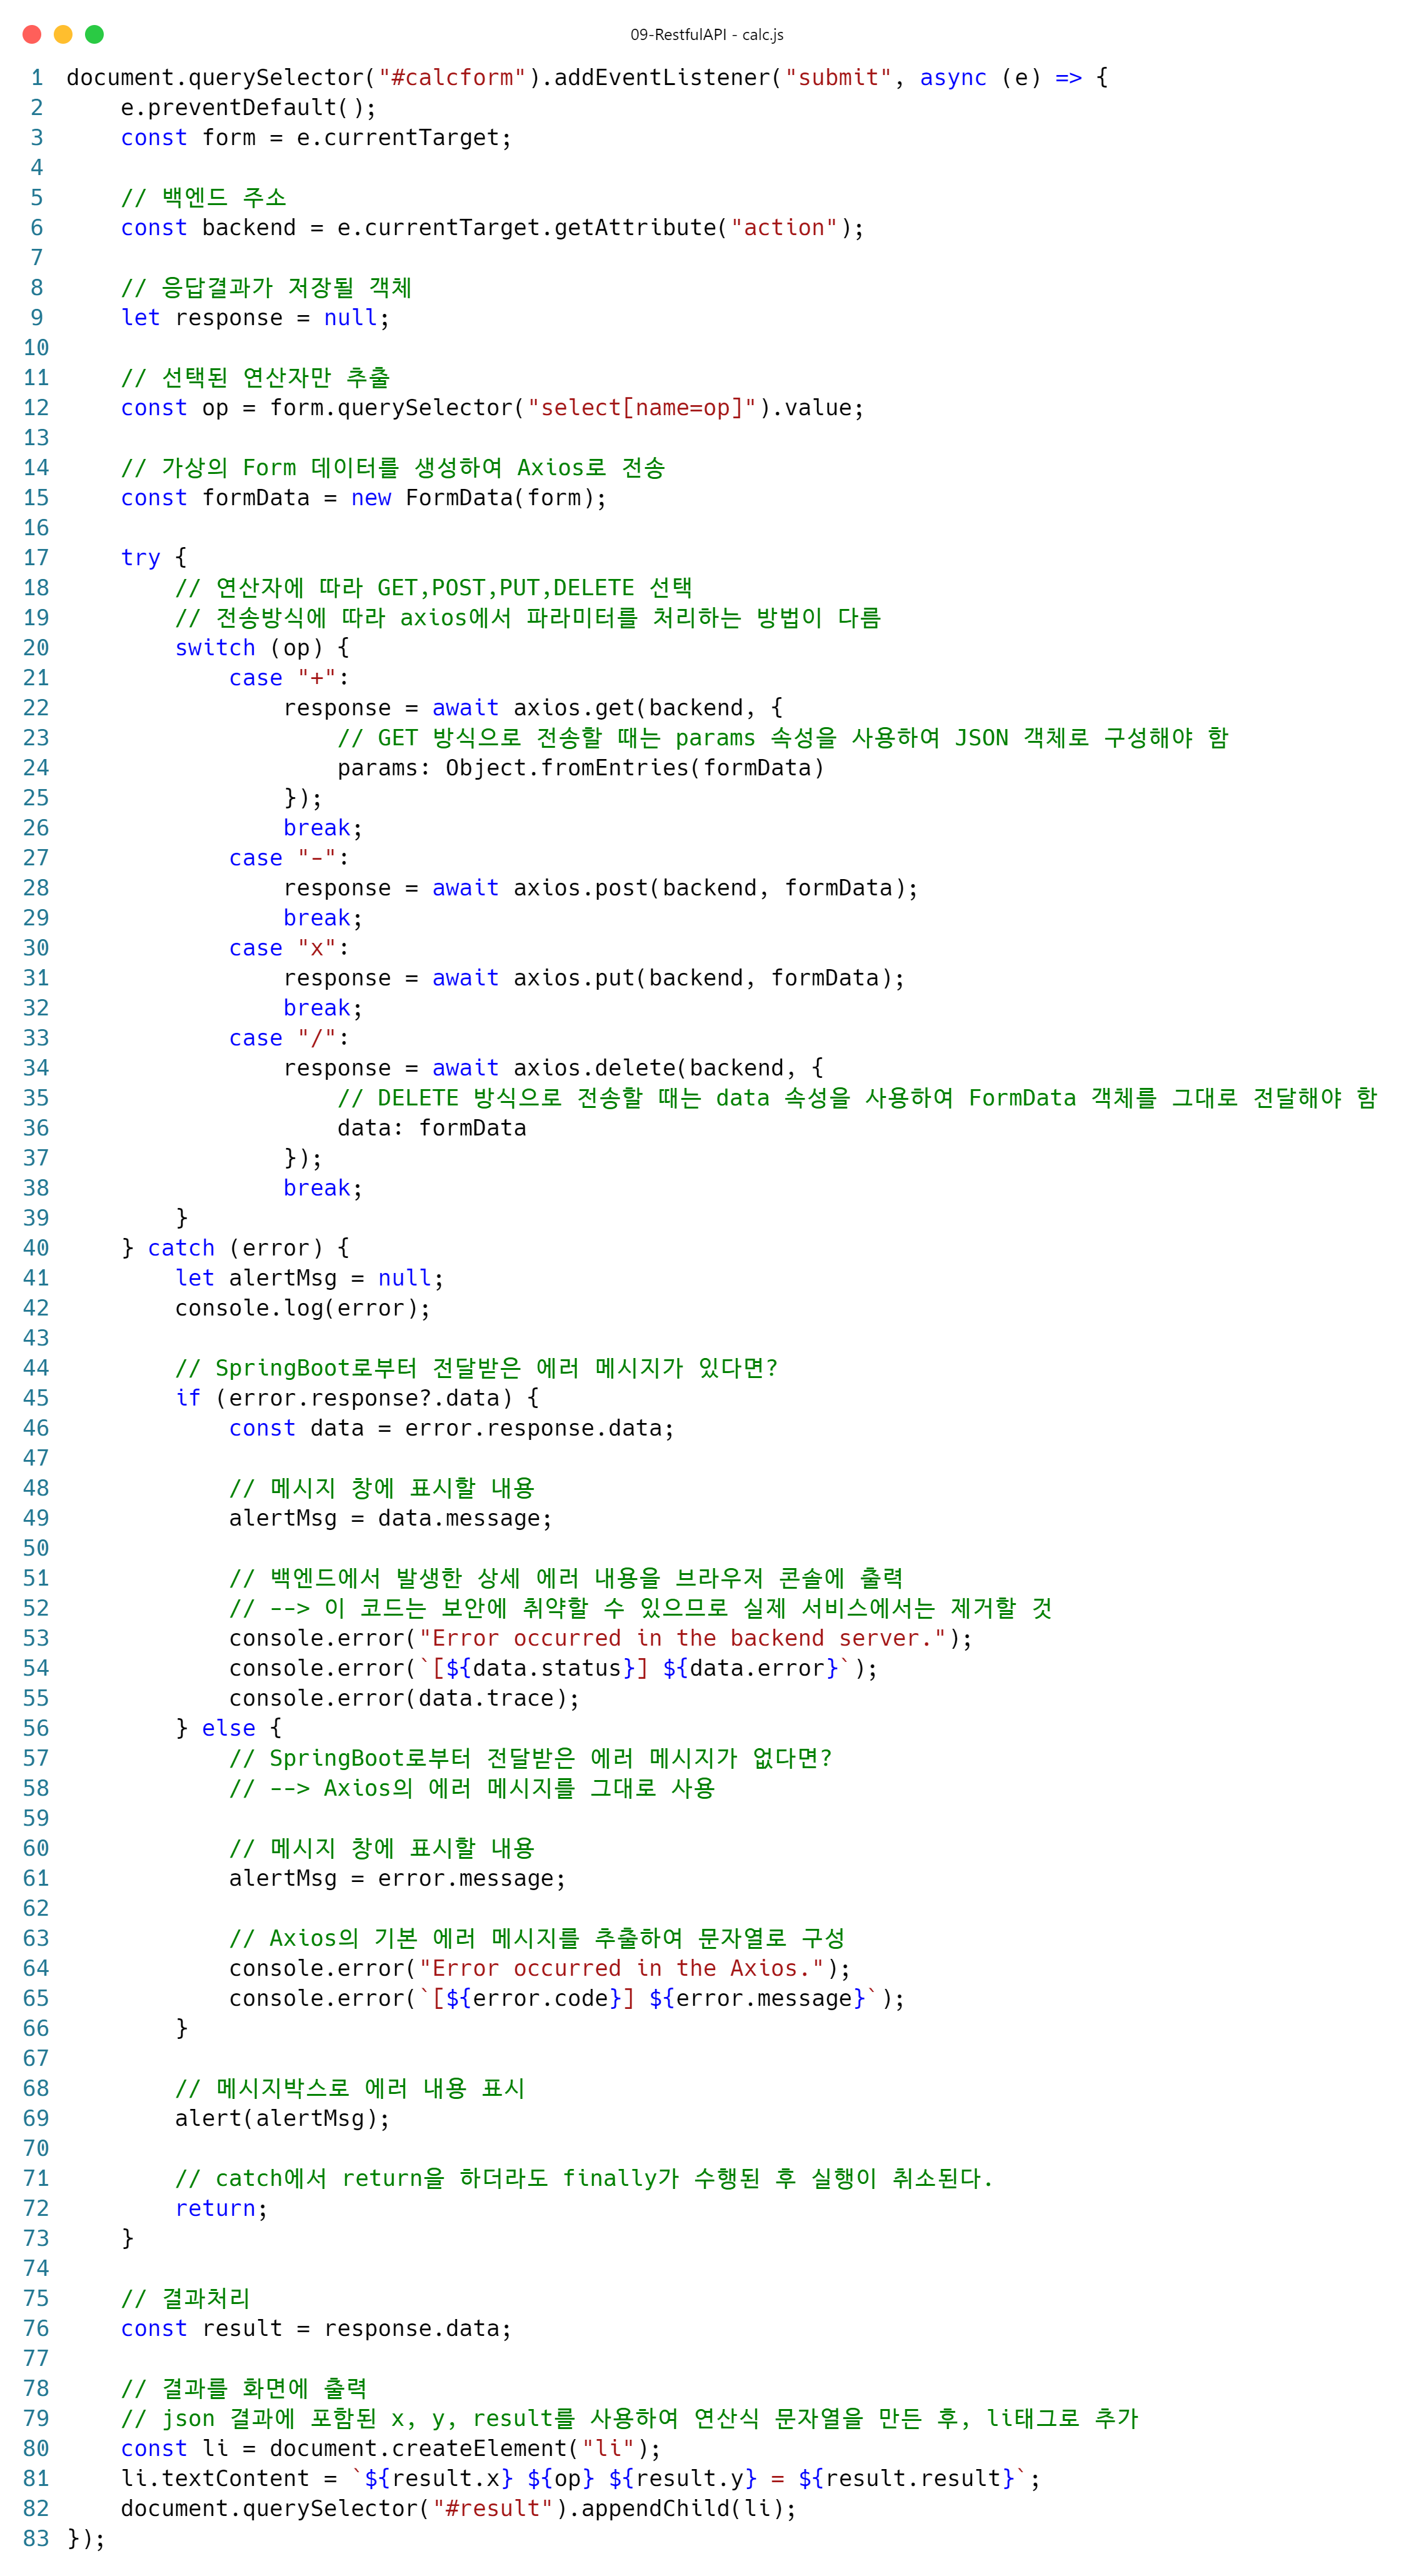 09-RestfulAPI - calc.js
1 document.querySelector("#calcform").addEventListener("submit", async (e) => {
2     e.preventDefault();
3     const form = e.currentTarget;
4
5     // 백엔드 주소
6     const backend = e.currentTarget.getAttribute("action");
7
8     // 응답결과가 저장될 객체
9     let response = null;
10
11     // 선택된 연산자만 추출
12     const op = form.querySelector("select[name=op]").value;
13
14     // 가상의 Form 데이터를 생성하여 Axios로 전송
15     const formData = new FormData(form);
16
17     try {
18         // 연산자에 따라 GET,POST,PUT,DELETE 선택
19         // 전송방식에 따라 axios에서 파라미터를 처리하는 방법이 다름
20         switch (op) {
21             case "+":
22                 response = await axios.get(backend, {
23                     // GET 방식으로 전송할 때는 params 속성을 사용하여 JSON 객체로 구성해야 함
24                     params: Object.fromEntries(formData)
25                 });
26                 break;
27             case "-":
28                 response = await axios.post(backend, formData);
29                 break;
30             case "x":
31                 response = await axios.put(backend, formData);
32                 break;
33             case "/":
34                 response = await axios.delete(backend, {
35                     // DELETE 방식으로 전송할 때는 data 속성을 사용하여 FormData 객체를 그대로 전달해야 함
36                     data: formData
37                 });
38                 break;
39         }
40     } catch (error) {
41         let alertMsg = null;
42         console.log(error);
43
44         // SpringBoot로부터 전달받은 에러 메시지가 있다면?
45         if (error.response?.data) {
46             const data = error.response.data;
47
48             // 메시지 창에 표시할 내용
49             alertMsg = data.message;
50
51             // 백엔드에서 발생한 상세 에러 내용을 브라우저 콘솔에 출력
52             // --> 이 코드는 보안에 취약할 수 있으므로 실제 서비스에서는 제거할 것
53             console.error("Error occurred in the backend server.");
54             console.error(`[${data.status}] ${data.error}`);
55             console.error(data.trace);
56         } else {
57             // SpringBoot로부터 전달받은 에러 메시지가 없다면?
58             // --> Axios의 에러 메시지를 그대로 사용
59
60             // 메시지 창에 표시할 내용
61             alertMsg = error.message;
62
63             // Axios의 기본 에러 메시지를 추출하여 문자열로 구성
64             console.error("Error occurred in the Axios.");
65             console.error(`[${error.code}] ${error.message}`);
66         }
67
68         // 메시지박스로 에러 내용 표시
69         alert(alertMsg);
70
71         // catch에서 return을 하더라도 finally가 수행된 후 실행이 취소된다.
72         return;
73     }
74
75     // 결과처리
76     const result = response.data;
77
78     // 결과를 화면에 출력
79     // json 결과에 포함된 x, y, result를 사용하여 연산식 문자열을 만든 후, li태그로 추가
80     const li = document.createElement("li");
81     li.textContent = `${result.x} ${op} ${result.y} = ${result.result}`;
82     document.querySelector("#result").appendChild(li);
83 });